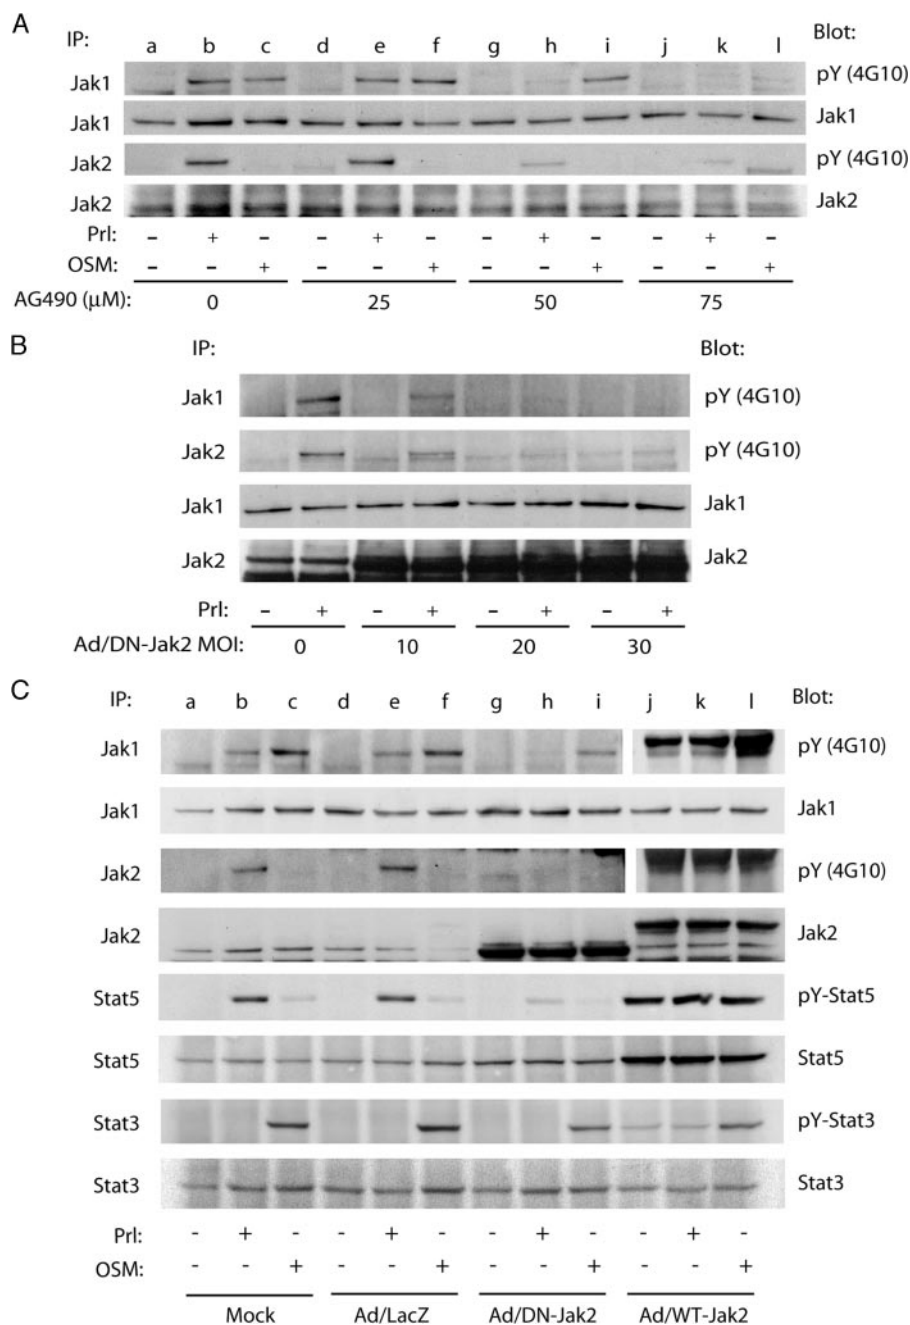 A
IP: a b c d e f g h i j k l Blot:
Jak1 pY (4G10)
Jak1 Jak1
Jak2 pY (4G10)
Jak2 Jak2
Prl: – + – – + – – + – – + –
OSM: – – + – – + – – + – – +
AG490 (µM): 0 25 50 75
B
IP: Blot:
Jak1 pY (4G10)
Jak2 pY (4G10)
Jak1 Jak1
Jak2 Jak2
Prl: – + – + – + – +
Ad/DN-Jak2 MOI: 0 10 20 30
C
IP: a b c d e f g h i j k l Blot:
Jak1 pY (4G10)
Jak1 Jak1
Jak2 pY (4G10)
Jak2 Jak2
Stat5 pY-Stat5
Stat5 Stat5
Stat3 pY-Stat3
Stat3 Stat3
Prl: - + - - + - - + - - + -
OSM: - - + - - + - - + - - +
Mock Ad/LacZ Ad/DN-Jak2 Ad/WT-Jak2